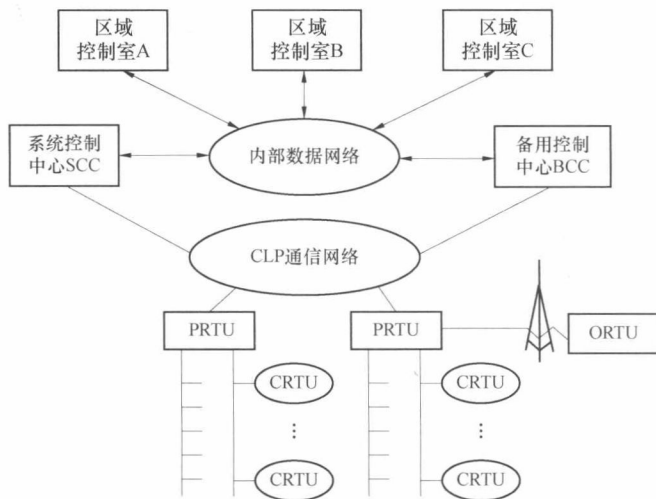 区域
控制室A
区域
控制室B
区域
控制室C
系统控制
中心SCC
内部数据网络
备用控制
中心BCC
CLP通信网络
PRTU
PRTU
ORTU
CRTU
CRTU
⋮
⋮
CRTU
CRTU